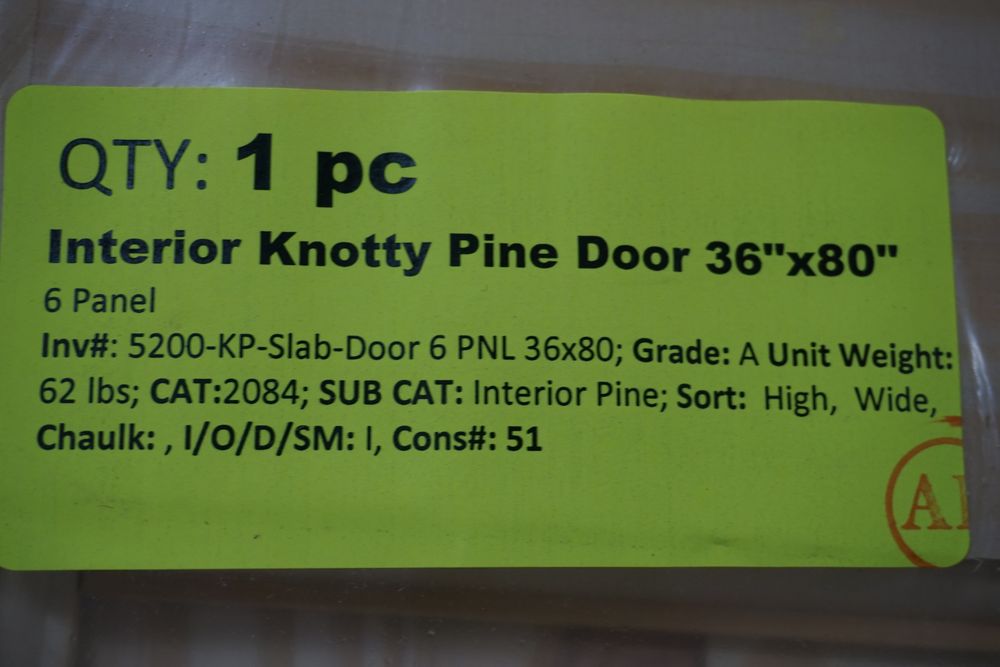 QTY: 1 pc
Interior Knotty Pine Door 36"x80"
6 Panel
Inv#: 5200-KP-Slab-Door 6 PNL 36x80; Grade: A Unit Weight:
62 lbs; CAT:2084; SUB CAT: Interior Pine; Sort: High, Wide,
Chaulk: , I/O/D/SM: I, Cons#: 51